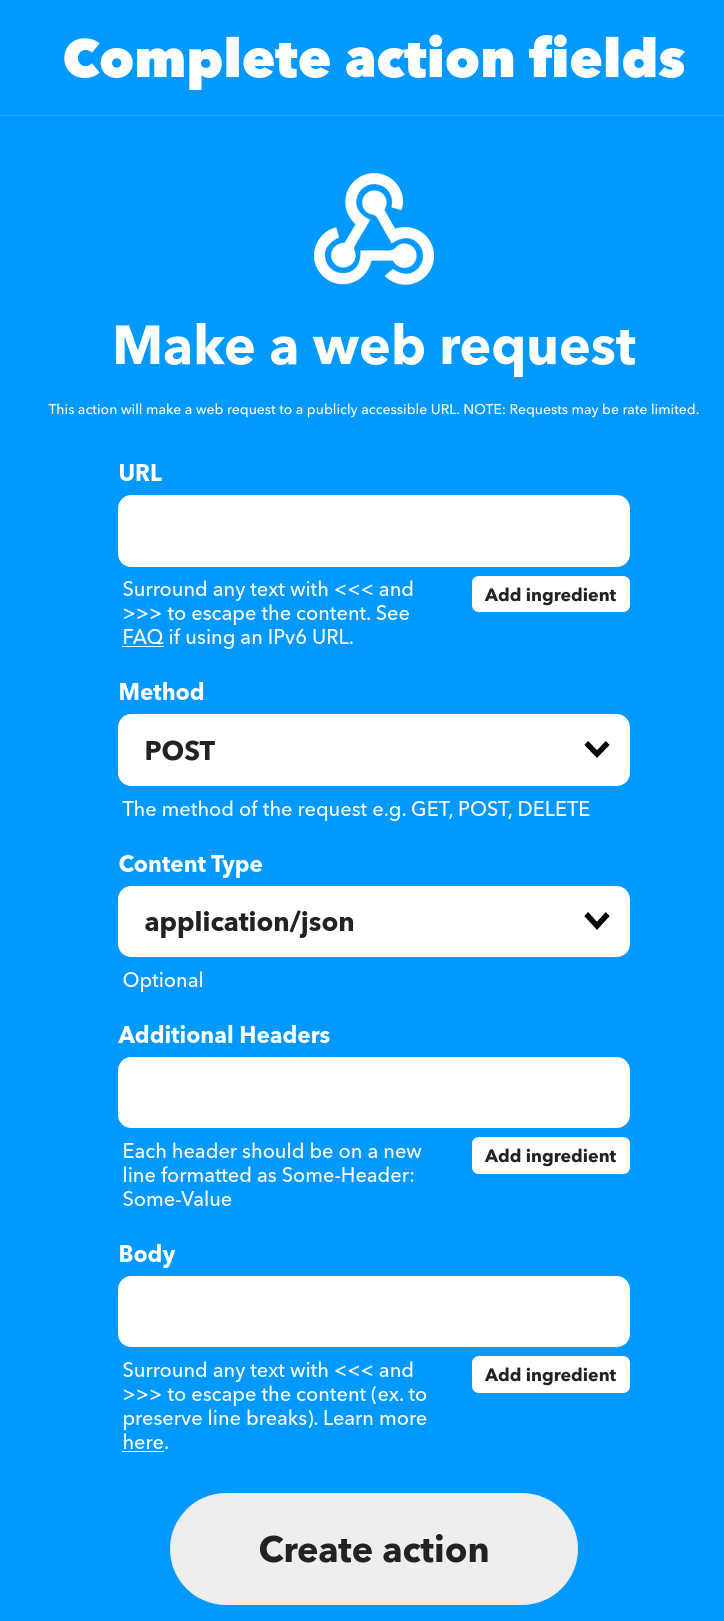 Complete action fields
Make a web request
This action will make a web request to a publicly accessible URL. NOTE: Requests may be rate limited.
URL
Surround any text with <<< and
>>> to escape the content. See
FAQ if using an IPv6 URL.
Add ingredient
Method
POST
The method of the request e.g. GET, POST, DELETE
Content Type
application/json
Optional
Additional Headers
Each header should be on a new
line formatted as Some-Header:
Some-Value
Add ingredient
Body
Surround any text with <<< and
>>> to escape the content (ex. to
preserve line breaks). Learn more
here.
Add ingredient
Create action